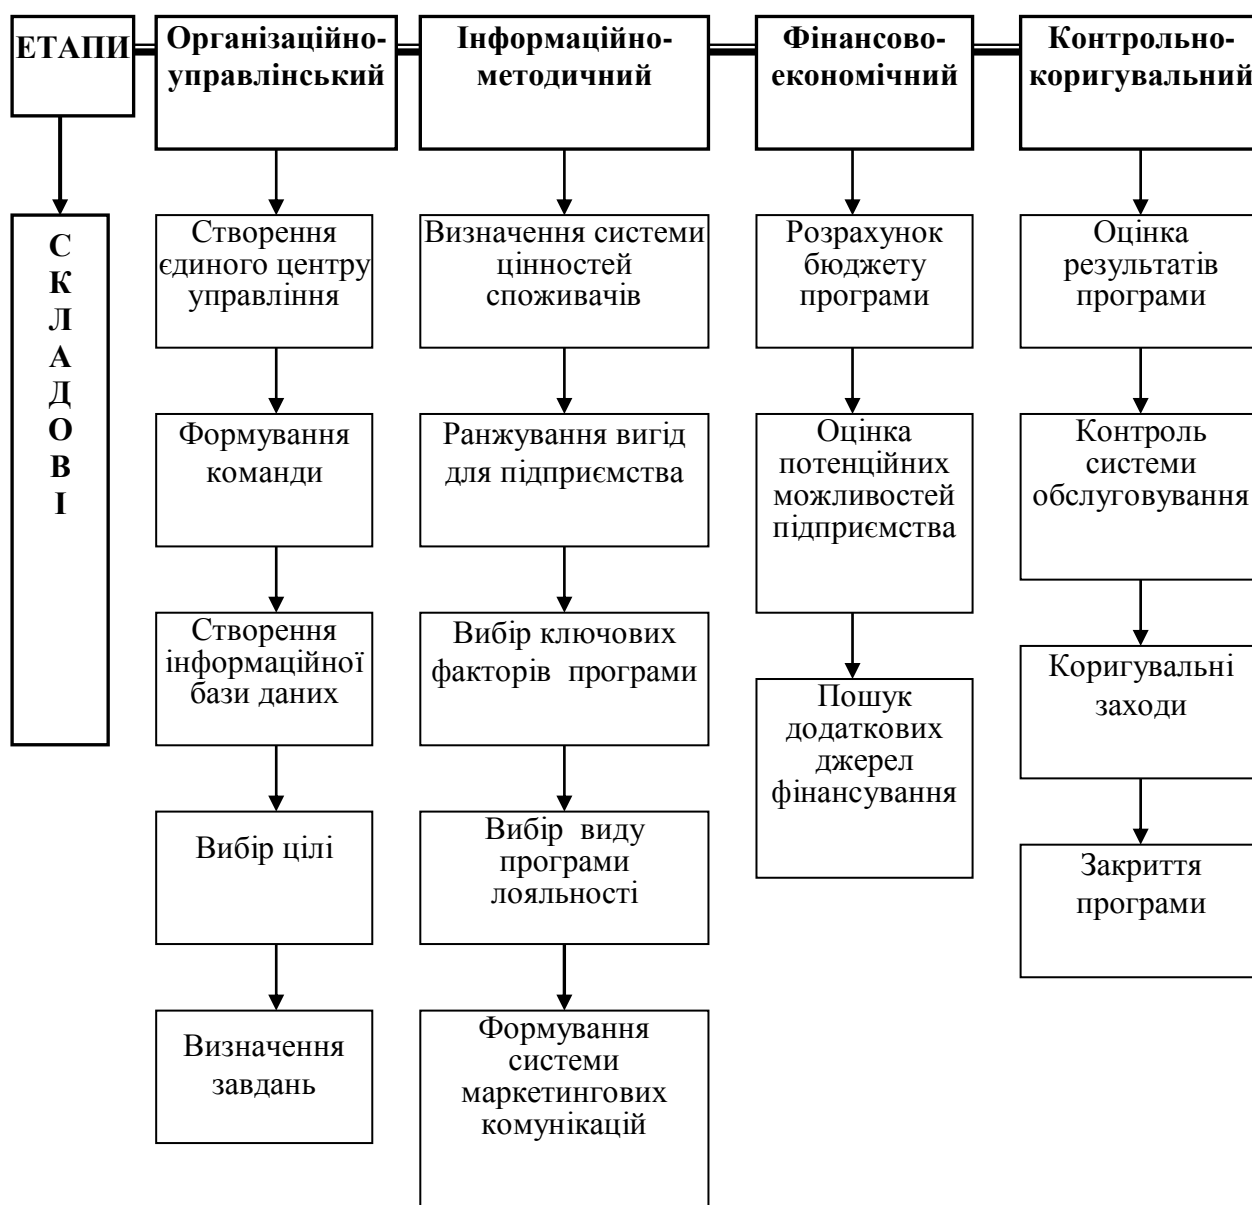 ЕТАПИ
Організаційно-
управлінський
Інформаційно-
методичний
Фінансово-
економічний
Контрольно-
коригувальний
С
К
Л
А
Д
О
В
І
Створення
єдиного центру
управління
Формування
команди
Створення
інформаційної
бази даних
Вибір цілі
Визначення
завдань
Визначення системи
цінностей
споживачів
Ранжування вигід
для підприємства
Вибір ключових
факторів програми
Вибір виду
програми
лояльності
Формування
системи
маркетингових
комунікацій
Розрахунок
бюджету
програми
Оцінка
потенційних
можливостей
підприємства
Пошук
додаткових
джерел
фінансування
Оцінка
результатів
програми
Контроль
системи
обслуговування
Коригувальні
заходи
Закриття
програми